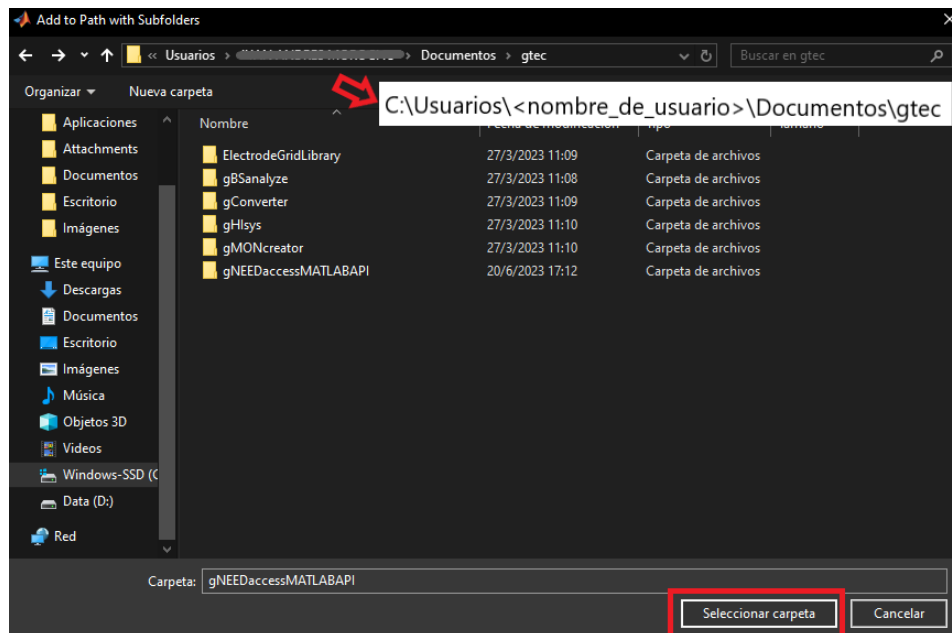 Add to Path with Subfolders
« Usuarios › › Documentos › gtec
Buscar en gtec
Organizar Nueva carpeta
C:\Usuarios\<nombre_de_usuario>\Documentos\gtec
Nombre
Aplicaciones
Attachments
Documentos
Escritorio
Imágenes
Este equipo
Descargas
Documentos
Escritorio
Imágenes
Música
Objetos 3D
Videos
Windows-SSD (C
Data (D:)
Red
ElectrodeGridLibrary 27/3/2023 11:09 Carpeta de archivos
gBSanalyze 27/3/2023 11:08 Carpeta de archivos
gConverter 27/3/2023 11:09 Carpeta de archivos
gHIsys 27/3/2023 11:10 Carpeta de archivos
gMONcreator 27/3/2023 11:10 Carpeta de archivos
gNEEDaccessMATLABAPI 20/6/2023 17:12 Carpeta de archivos
Carpeta: gNEEDaccessMATLABAPI
Seleccionar carpeta Cancelar